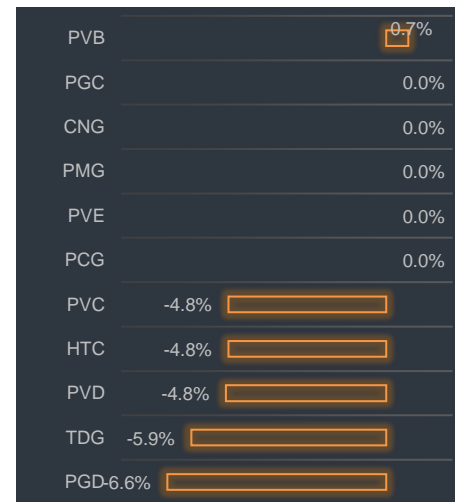 PVB 0.7%
PGC 0.0%
CNG 0.0%
PMG 0.0%
PVE 0.0%
PCG 0.0%
PVC -4.8%
HTC -4.8%
PVD -4.8%
TDG -5.9%
PGD -6.6%